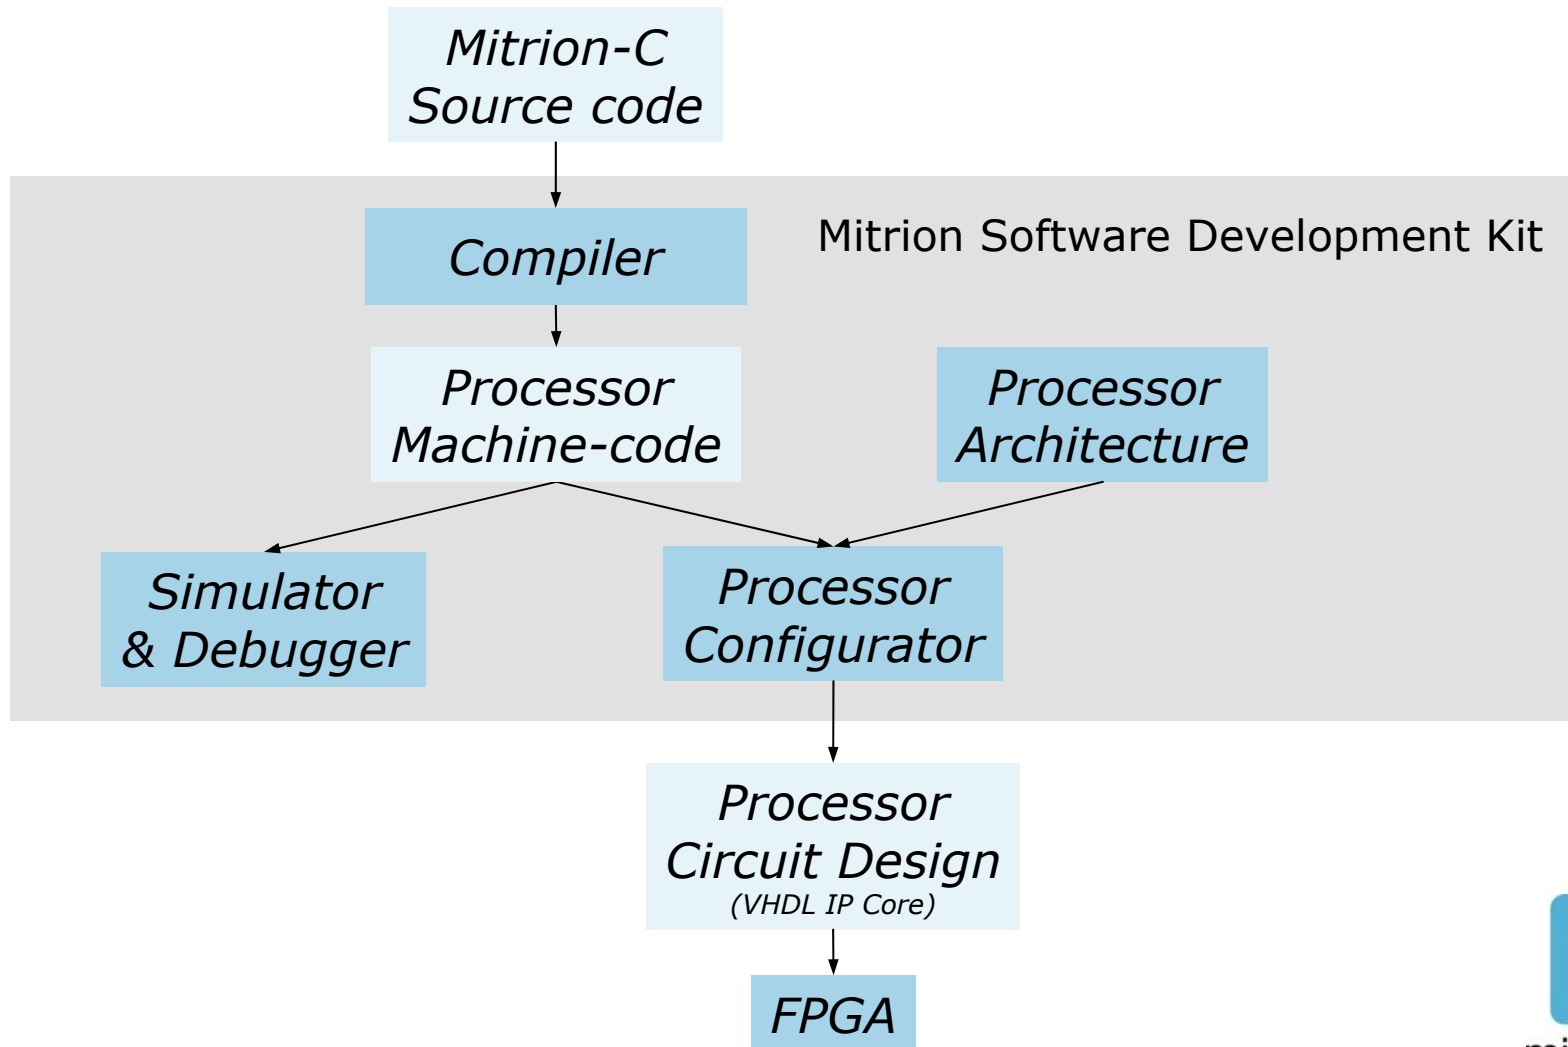 Mitrion-C
Source code
Mitrion Software Development Kit
Compiler
Processor
Machine-code
Processor
Architecture
Simulator
& Debugger
Processor
Configurator
Processor
Circuit Design
(VHDL IP Core)
FPGA